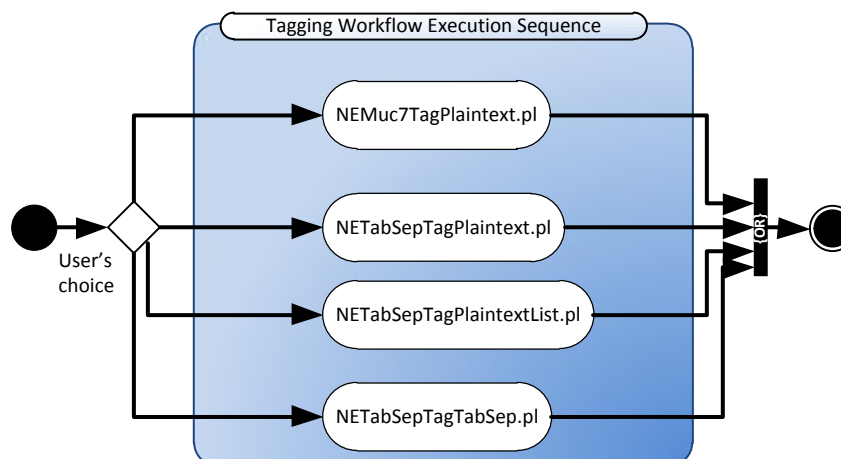 Tagging Workflow Execution Sequence
NEMuc7TagPlaintext.pl
NETabSepTagPlaintext.pl
User's
choice
{OR}
NETabSepTagPlaintextList.pl
NETabSepTagTabSep.pl